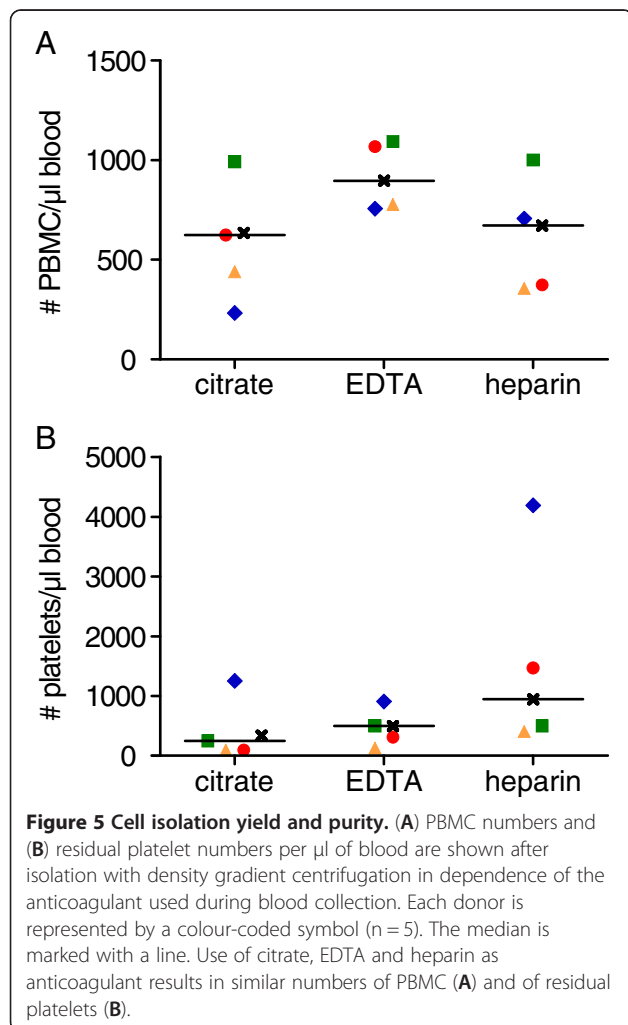 A
1500
1000
500
0
# PBMC/µl blood
citrate EDTA heparin
B
5000
4000
3000
2000
1000
0
# platelets/µl blood
citrate EDTA heparin
Figure 5 Cell isolation yield and purity. (A) PBMC numbers and
(B) residual platelet numbers per µl of blood are shown after
isolation with density gradient centrifugation in dependence of the
anticoagulant used during blood collection. Each donor is
represented by a colour-coded symbol (n = 5). The median is
marked with a line. Use of citrate, EDTA and heparin as
anticoagulant results in similar numbers of PBMC (A) and of residual
platelets (B).